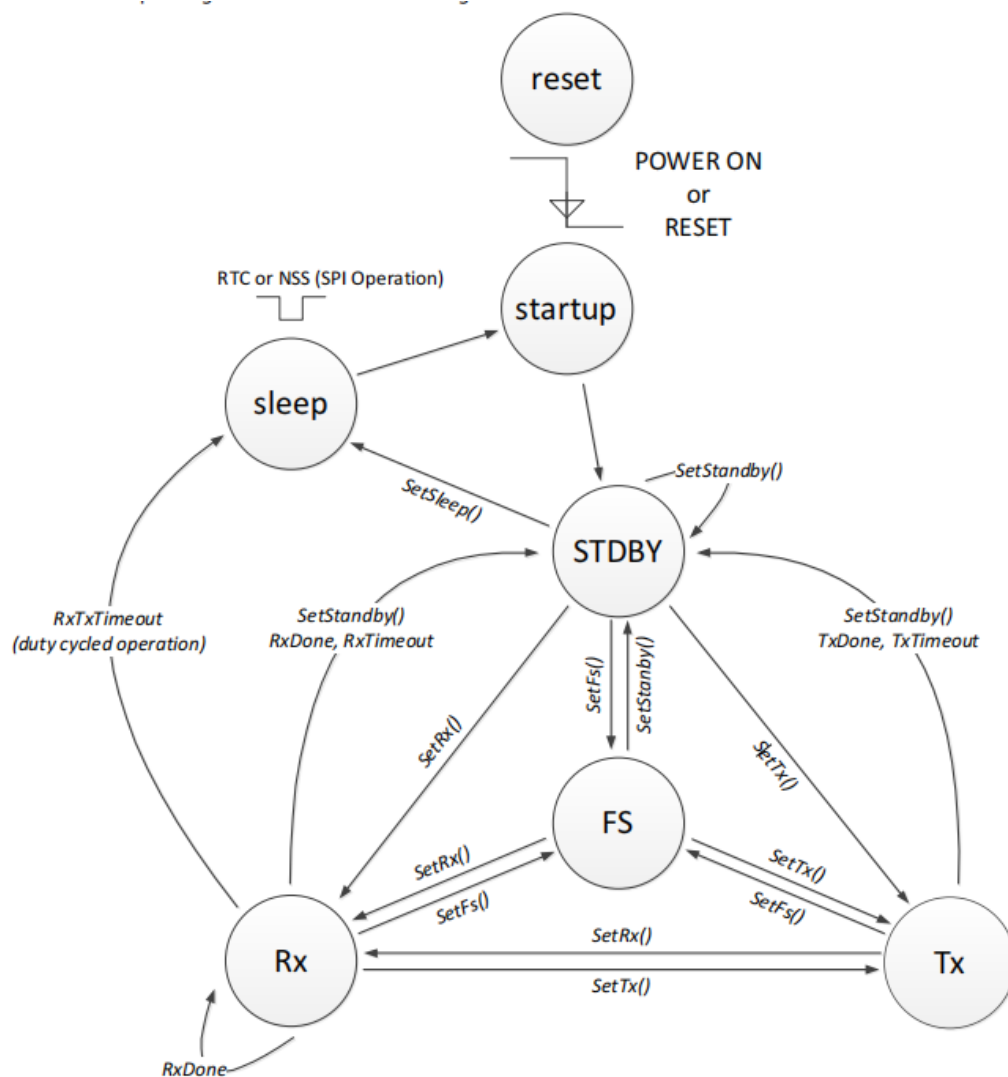 reset
POWER ON
or
RESET
RTC or NSS (SPI Operation)
startup
sleep
SetStandby()
SetSleep()
STDBY
RxTxTimeout
(duty cycled operation)
SetStandby()
RxDone, RxTimeout
SetStandby()
TxDone, TxTimeout
SetFs()
SetStanby()
SetRx()
SetTx()
FS
SetRx()
SetFs()
SetTx()
SetFs()
SetRx()
Rx
Tx
SetTx()
RxDone